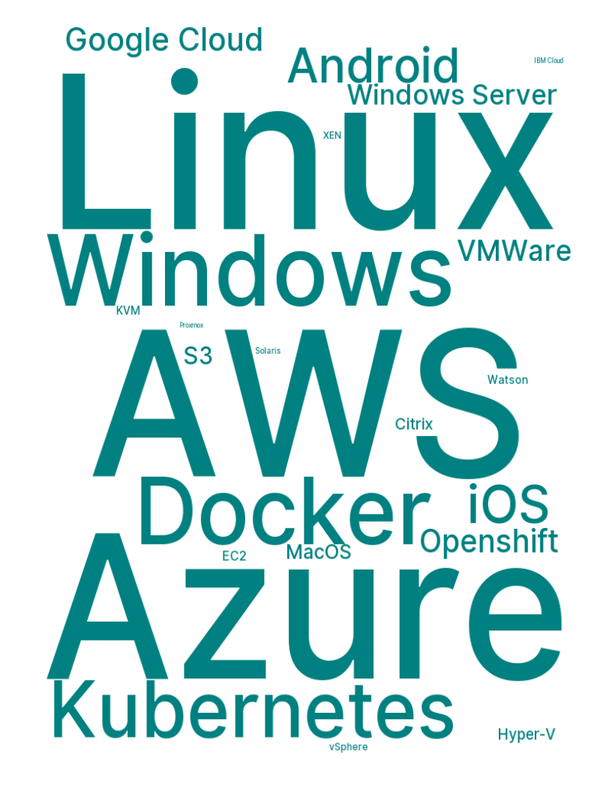 Google Cloud
Android
IBM Cloud
Windows Server
Linux
XEN
Windows
VMWare
KVM
Proxmox
AWS
S3
Solaris
Watson
Citrix
Docker
iOS
Openshift
MacOS
EC2
Azure
Kubernetes
Hyper-V
vSphere